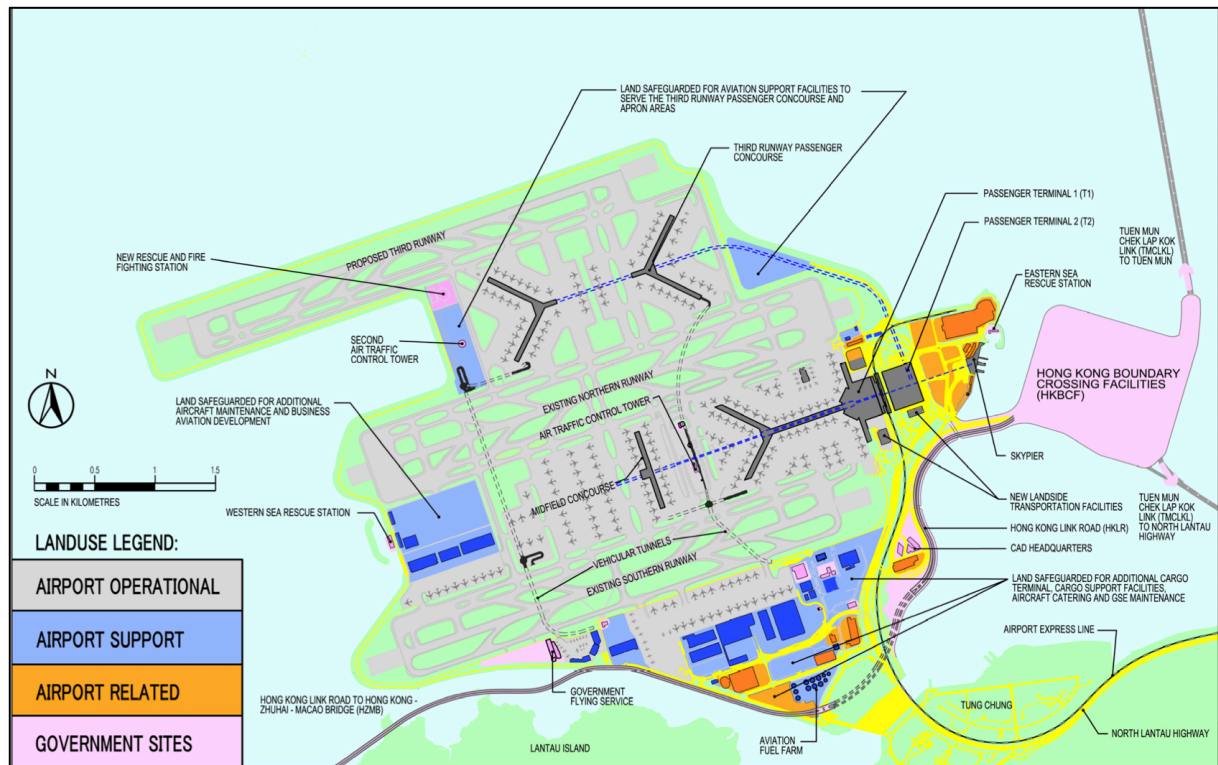 LAND SAFEGUARDED FOR AVIATION SUPPORT FACILITIES TO
SERVE THE THIRD RUNWAY PASSENGER CONCOURSE AND
APRON AREAS
THIRD RUNWAY PASSENGER
CONCOURSE
PASSENGER TERMINAL 1 (T1)
PASSENGER TERMINAL 2 (T2)
TUEN MUN
CHEK LAP KOK
LINK (TMCLKL)
TO TUEN MUN
PROPOSED THIRD RUNWAY
NEW RESCUE AND FIRE
FIGHTING STATION
EASTERN SEA
RESCUE STATION
SECOND
AIR TRAFFIC
CONTROL TOWER
N
HONG KONG BOUNDARY
CROSSING FACILITIES
(HKBCF)
EXISTING NORTHERN RUNWAY
AIR TRAFFIC CONTROL TOWER
LAND SAFEGUARDED FOR ADDITIONAL
AIRCRAFT MAINTENANCE AND BUSINESS
AVIATION DEVELOPMENT
SKYPIER
0 0.5 1 1.5
SCALE IN KILOMETRES
MIDFIELD CONCOURSE
NEW LANDSIDE
TRANSPORTATION FACILITIES
TUEN MUN
CHEK LAP KOK
LINK (TMCLKL)
TO NORTH LANTAU
HIGHWAY
WESTERN SEA RESCUE STATION
HONG KONG LINK ROAD (HKLR)
CAD HEADQUARTERS
VEHICULAR TUNNELS
EXISTING SOUTHERN RUNWAY
LAND SAFEGUARDED FOR ADDITIONAL CARGO
TERMINAL, CARGO SUPPORT FACILITIES,
AIRCRAFT CATERING AND GSE MAINTENANCE
LANDUSE LEGEND:
AIRPORT OPERATIONAL
AIRPORT SUPPORT
AIRPORT RELATED
GOVERNMENT SITES
AIRPORT EXPRESS LINE
HONG KONG LINK ROAD TO HONG KONG -
ZHUHAI - MACAO BRIDGE (HZMB)
GOVERNMENT
FLYING SERVICE
TUNG CHUNG
NORTH LANTAU HIGHWAY
LANTAU ISLAND
AVIATION
FUEL FARM